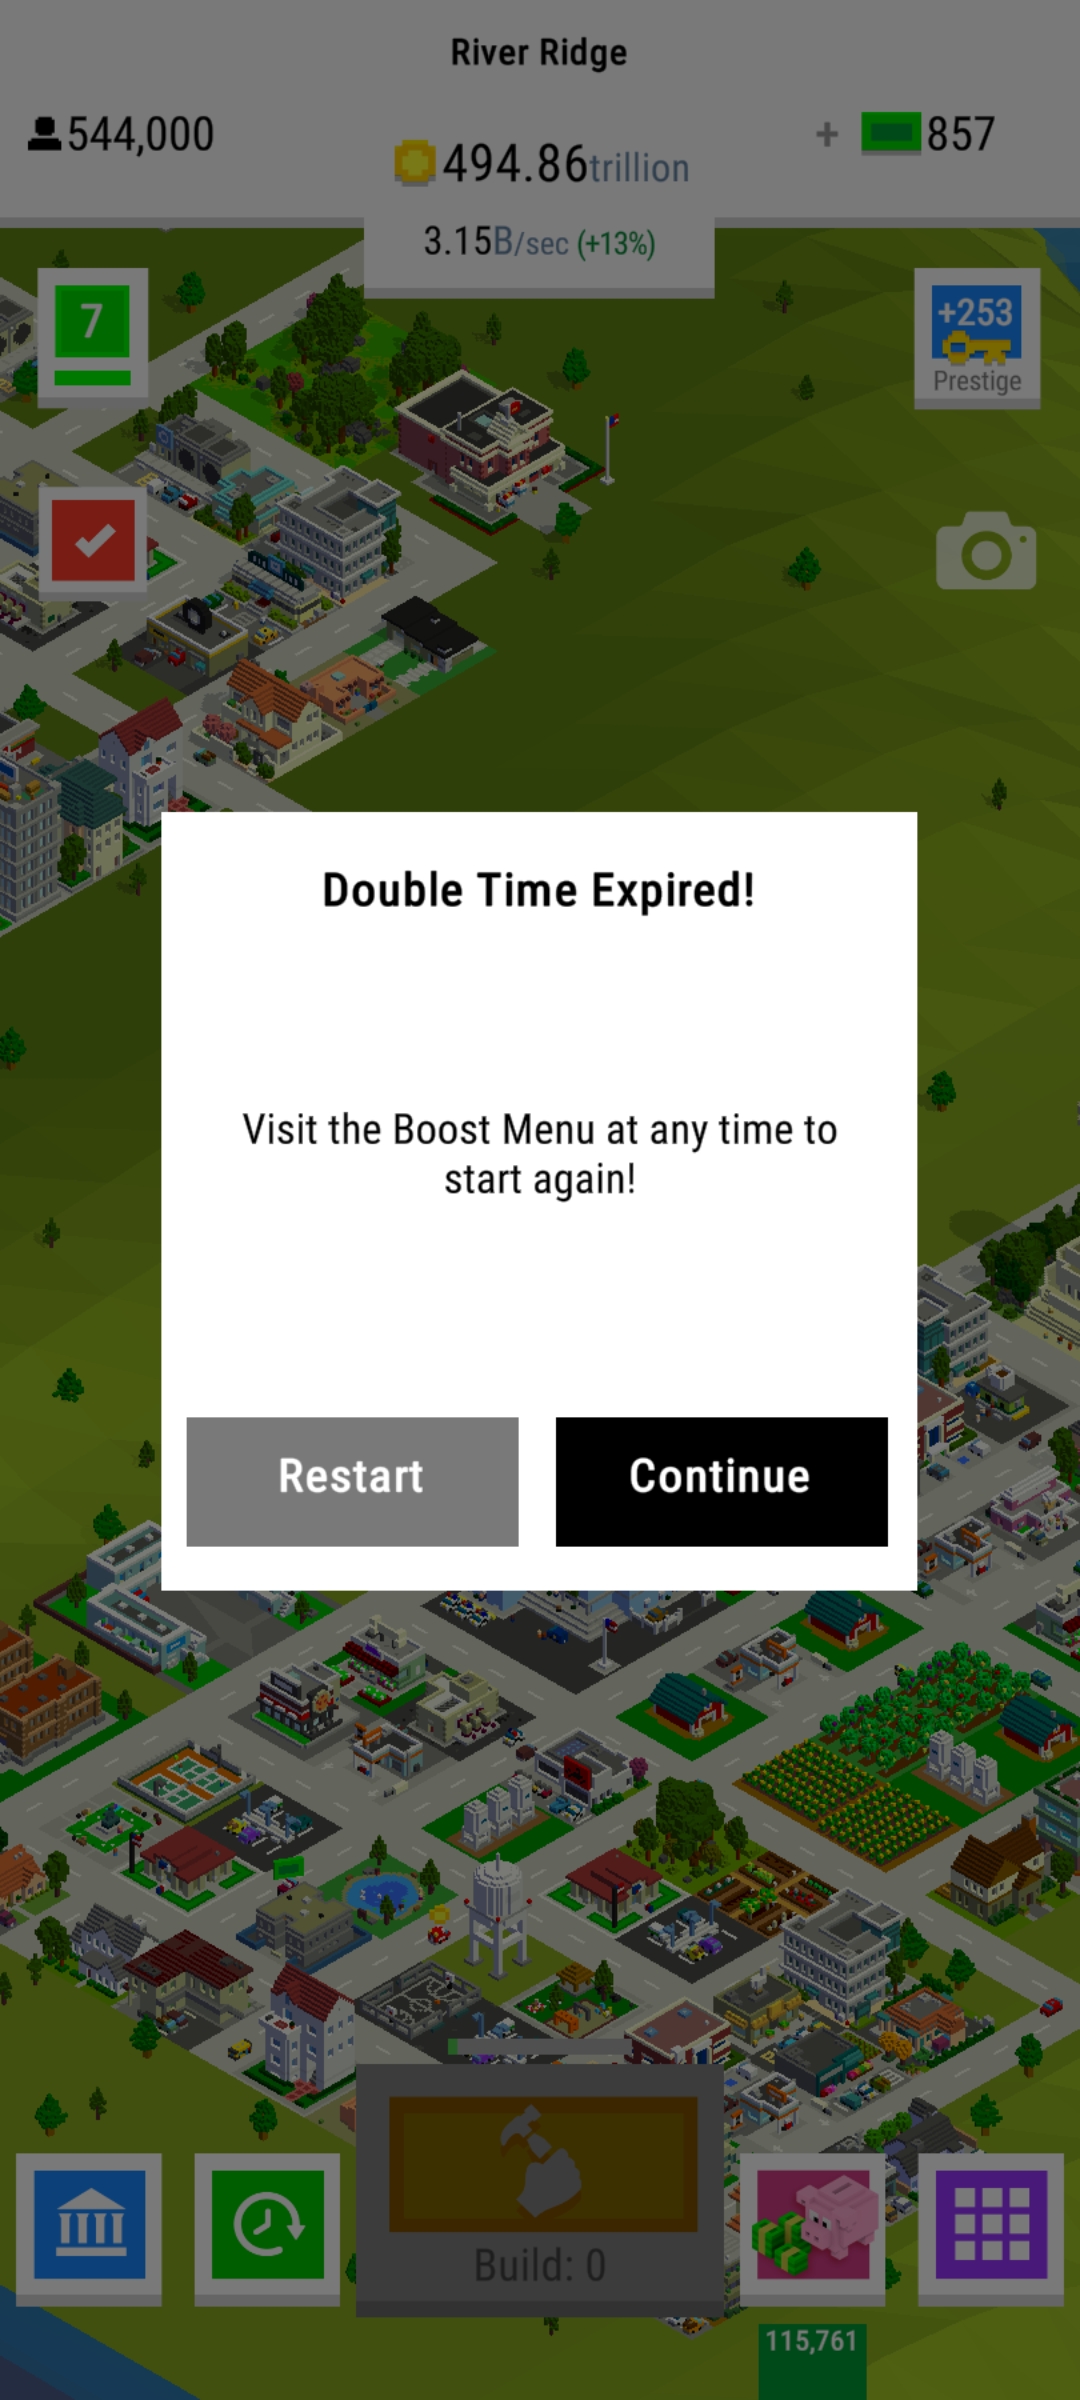 River Ridge
544,000
494.86trillion
+ 857
3.15B/sec (+13%)
7
+253
Prestige
Double Time Expired!
Visit the Boost Menu at any time to
start again!
Restart
Continue
Build: 0
115,761